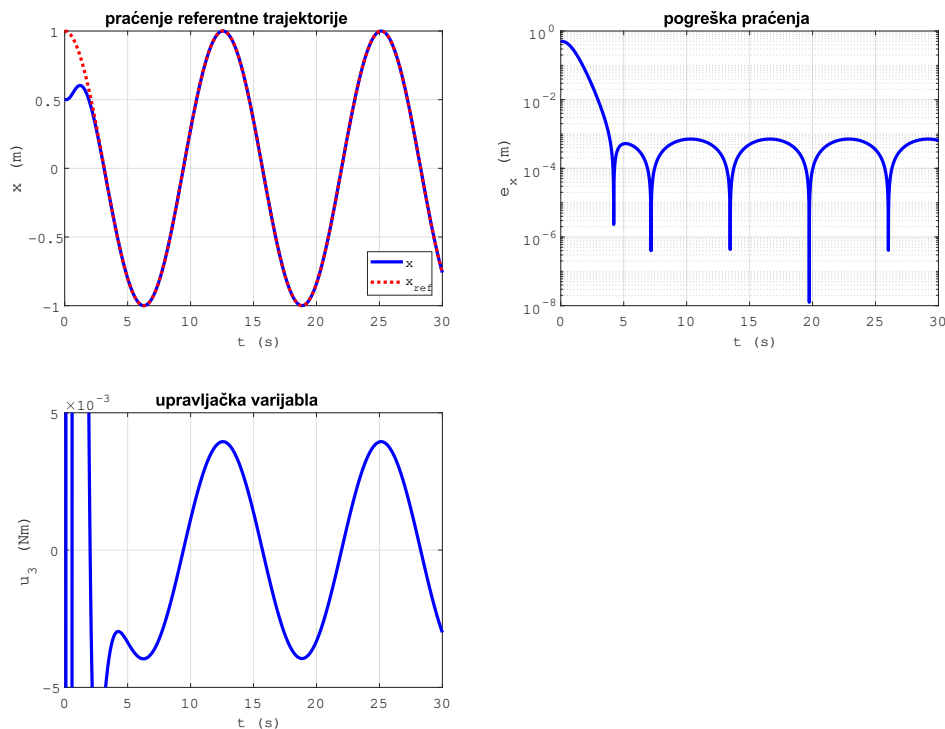 praćenje referentne trajektorije
1
0.5
0
−0.5
−1
x (m)
x
x_ref
0 5 10 15 20 25 30
t (s)
pogreška praćenja
10^0
10^−2
10^−4
10^−6
10^−8
e_x (m)
0 5 10 15 20 25 30
t (s)
upravljačka varijabla
×10^−3
5
0
−5
u_3 (Nm)
0 5 10 15 20 25 30
t (s)